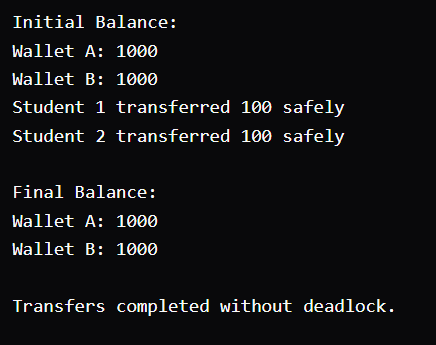 Initial Balance:
Wallet A: 1000
Wallet B: 1000
Student 1 transferred 100 safely
Student 2 transferred 100 safely
Final Balance:
Wallet A: 1000
Wallet B: 1000
Transfers completed without deadlock.